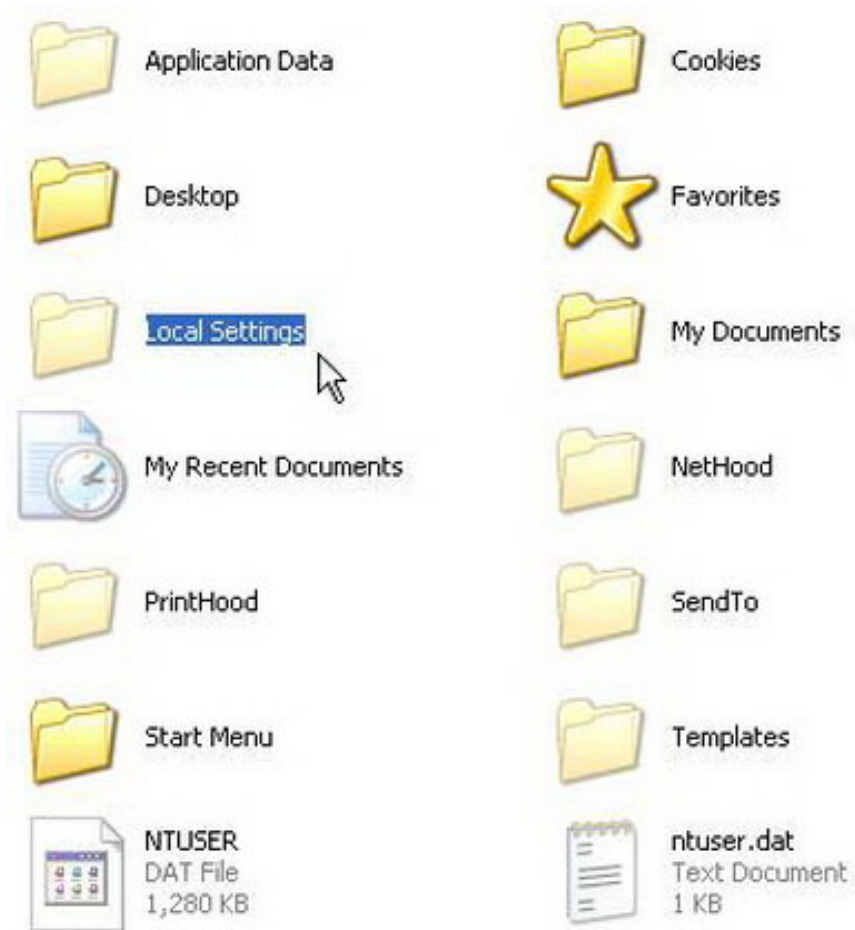 Application Data
Cookies
Desktop
Favorites
Local Settings
My Documents
My Recent Documents
NetHood
PrintHood
SendTo
Start Menu
Templates
NTUSER
DAT File
1,280 KB
ntuser.dat
Text Document
1 KB